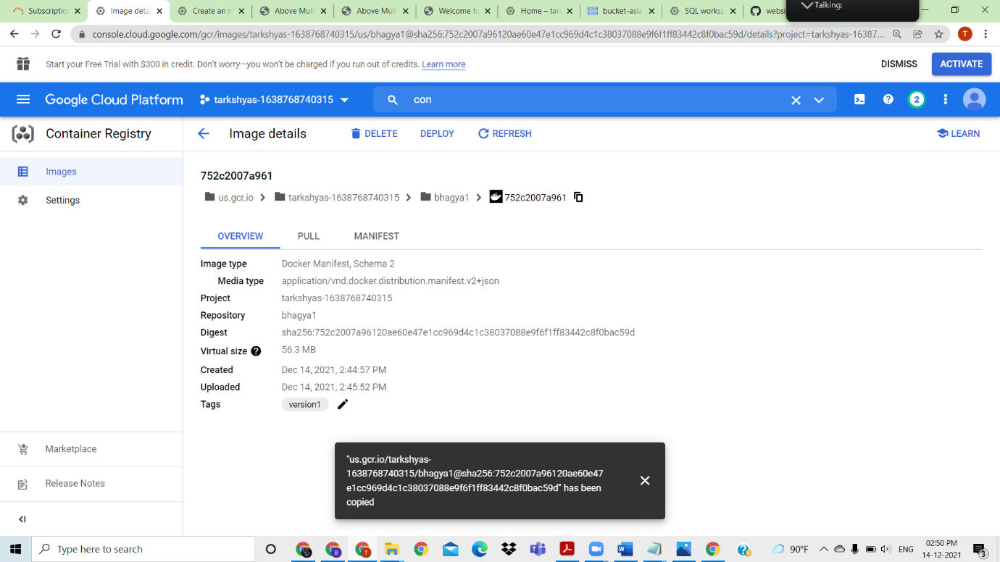 Subscription
Image deta
Create an in
Above Mult
Above Mult
Welcome to
Home – tark
bucket-asia
SQL worksp
websi
Talking:
console.cloud.google.com/gcr/images/tarkshyas-1638768740315/us/bhagya1@sha256:752c2007a96120ae60e47e1cc969d4c1c38037088e9f6f1ff83442c8f0bac59d/details?project=tarkshyas-16387...
T
Start your Free Trial with $300 in credit. Don't worry—you won't be charged if you run out of credits. Learn more
DISMISS
ACTIVATE
Google Cloud Platform
tarkshyas-1638768740315
con
2
Container Registry
Image details
DELETE
DEPLOY
REFRESH
LEARN
Images
Settings
752c2007a961
us.gcr.io
tarkshyas-1638768740315
bhagya1
752c2007a961
OVERVIEW
PULL
MANIFEST
Image type Docker Manifest, Schema 2
Media type application/vnd.docker.distribution.manifest.v2+json
Project tarkshyas-1638768740315
Repository bhagya1
Digest sha256:752c2007a96120ae60e47e1cc969d4c1c38037088e9f6f1ff83442c8f0bac59d
Virtual size 56.3 MB
Created Dec 14, 2021, 2:44:57 PM
Uploaded Dec 14, 2021, 2:45:52 PM
Tags version1
Marketplace
Release Notes
"us.gcr.io/tarkshyas-
1638768740315/bhagya1@sha256:752c2007a96120ae60e47
e1cc969d4c1c38037088e9f6f1ff83442c8f0bac59d" has been
copied
Type here to search
90°F
ENG
02:50 PM
14-12-2021
3